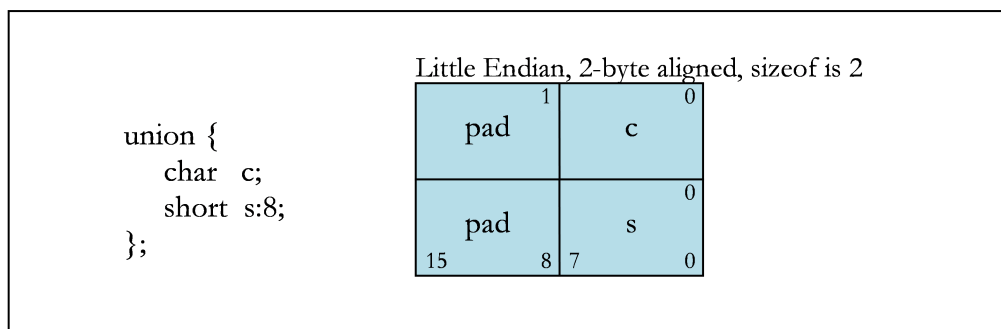 Little Endian, 2-byte aligned, sizeof is 2
union {
char c;
short s:8;
};
1 0
pad c
0
pad s
15 8 7 0